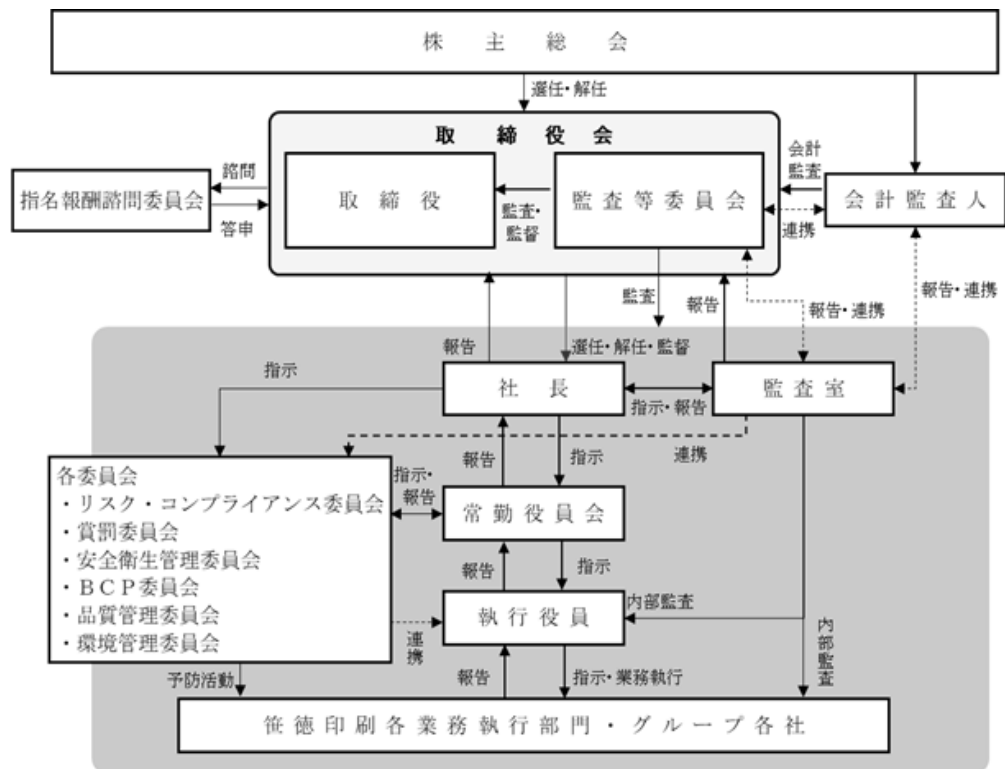 株主総会
選任・解任
取締役会
諮問
会計
監査
指名報酬諮問委員会
取締役
監査・
監督
監査等委員会
会計監査人
答申
連携
監査
報告
報告・連携
報告・連携
報告
選任・解任・監督
指示
社長
指示・報告
監査室
報告
指示
連携
各委員会
・リスク・コンプライアンス委員会
・賞罰委員会
・安全衛生管理委員会
・BCP委員会
・品質管理委員会
・環境管理委員会
指示・
報告
常勤役員会
報告
指示
執行役員
内部監査
連携
内部監査
予防活動
報告
指示・業務執行
笹徳印刷各業務執行部門・グループ各社